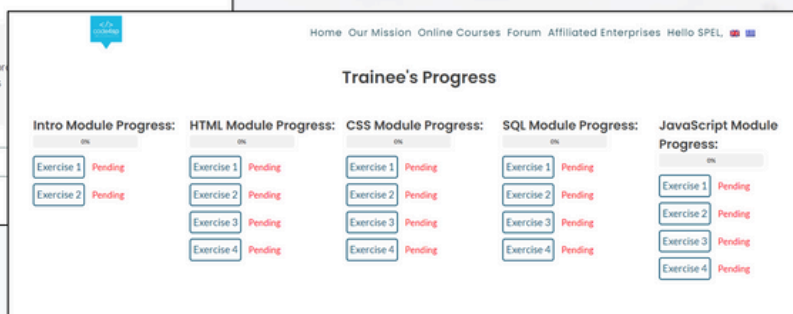 </>
Home Our Mission Online Courses Forum Affiliated Enterprises Hello SPEL,
Trainee's Progress
Intro Module Progress:
0%
Exercise 1 Pending
Exercise 2 Pending
HTML Module Progress:
0%
Exercise 1 Pending
Exercise 2 Pending
Exercise 3 Pending
Exercise 4 Pending
CSS Module Progress:
0%
Exercise 1 Pending
Exercise 2 Pending
Exercise 3 Pending
Exercise 4 Pending
SQL Module Progress:
0%
Exercise 1 Pending
Exercise 2 Pending
Exercise 3 Pending
Exercise 4 Pending
JavaScript Module
Progress:
0%
Exercise 1 Pending
Exercise 2 Pending
Exercise 3 Pending
Exercise 4 Pending